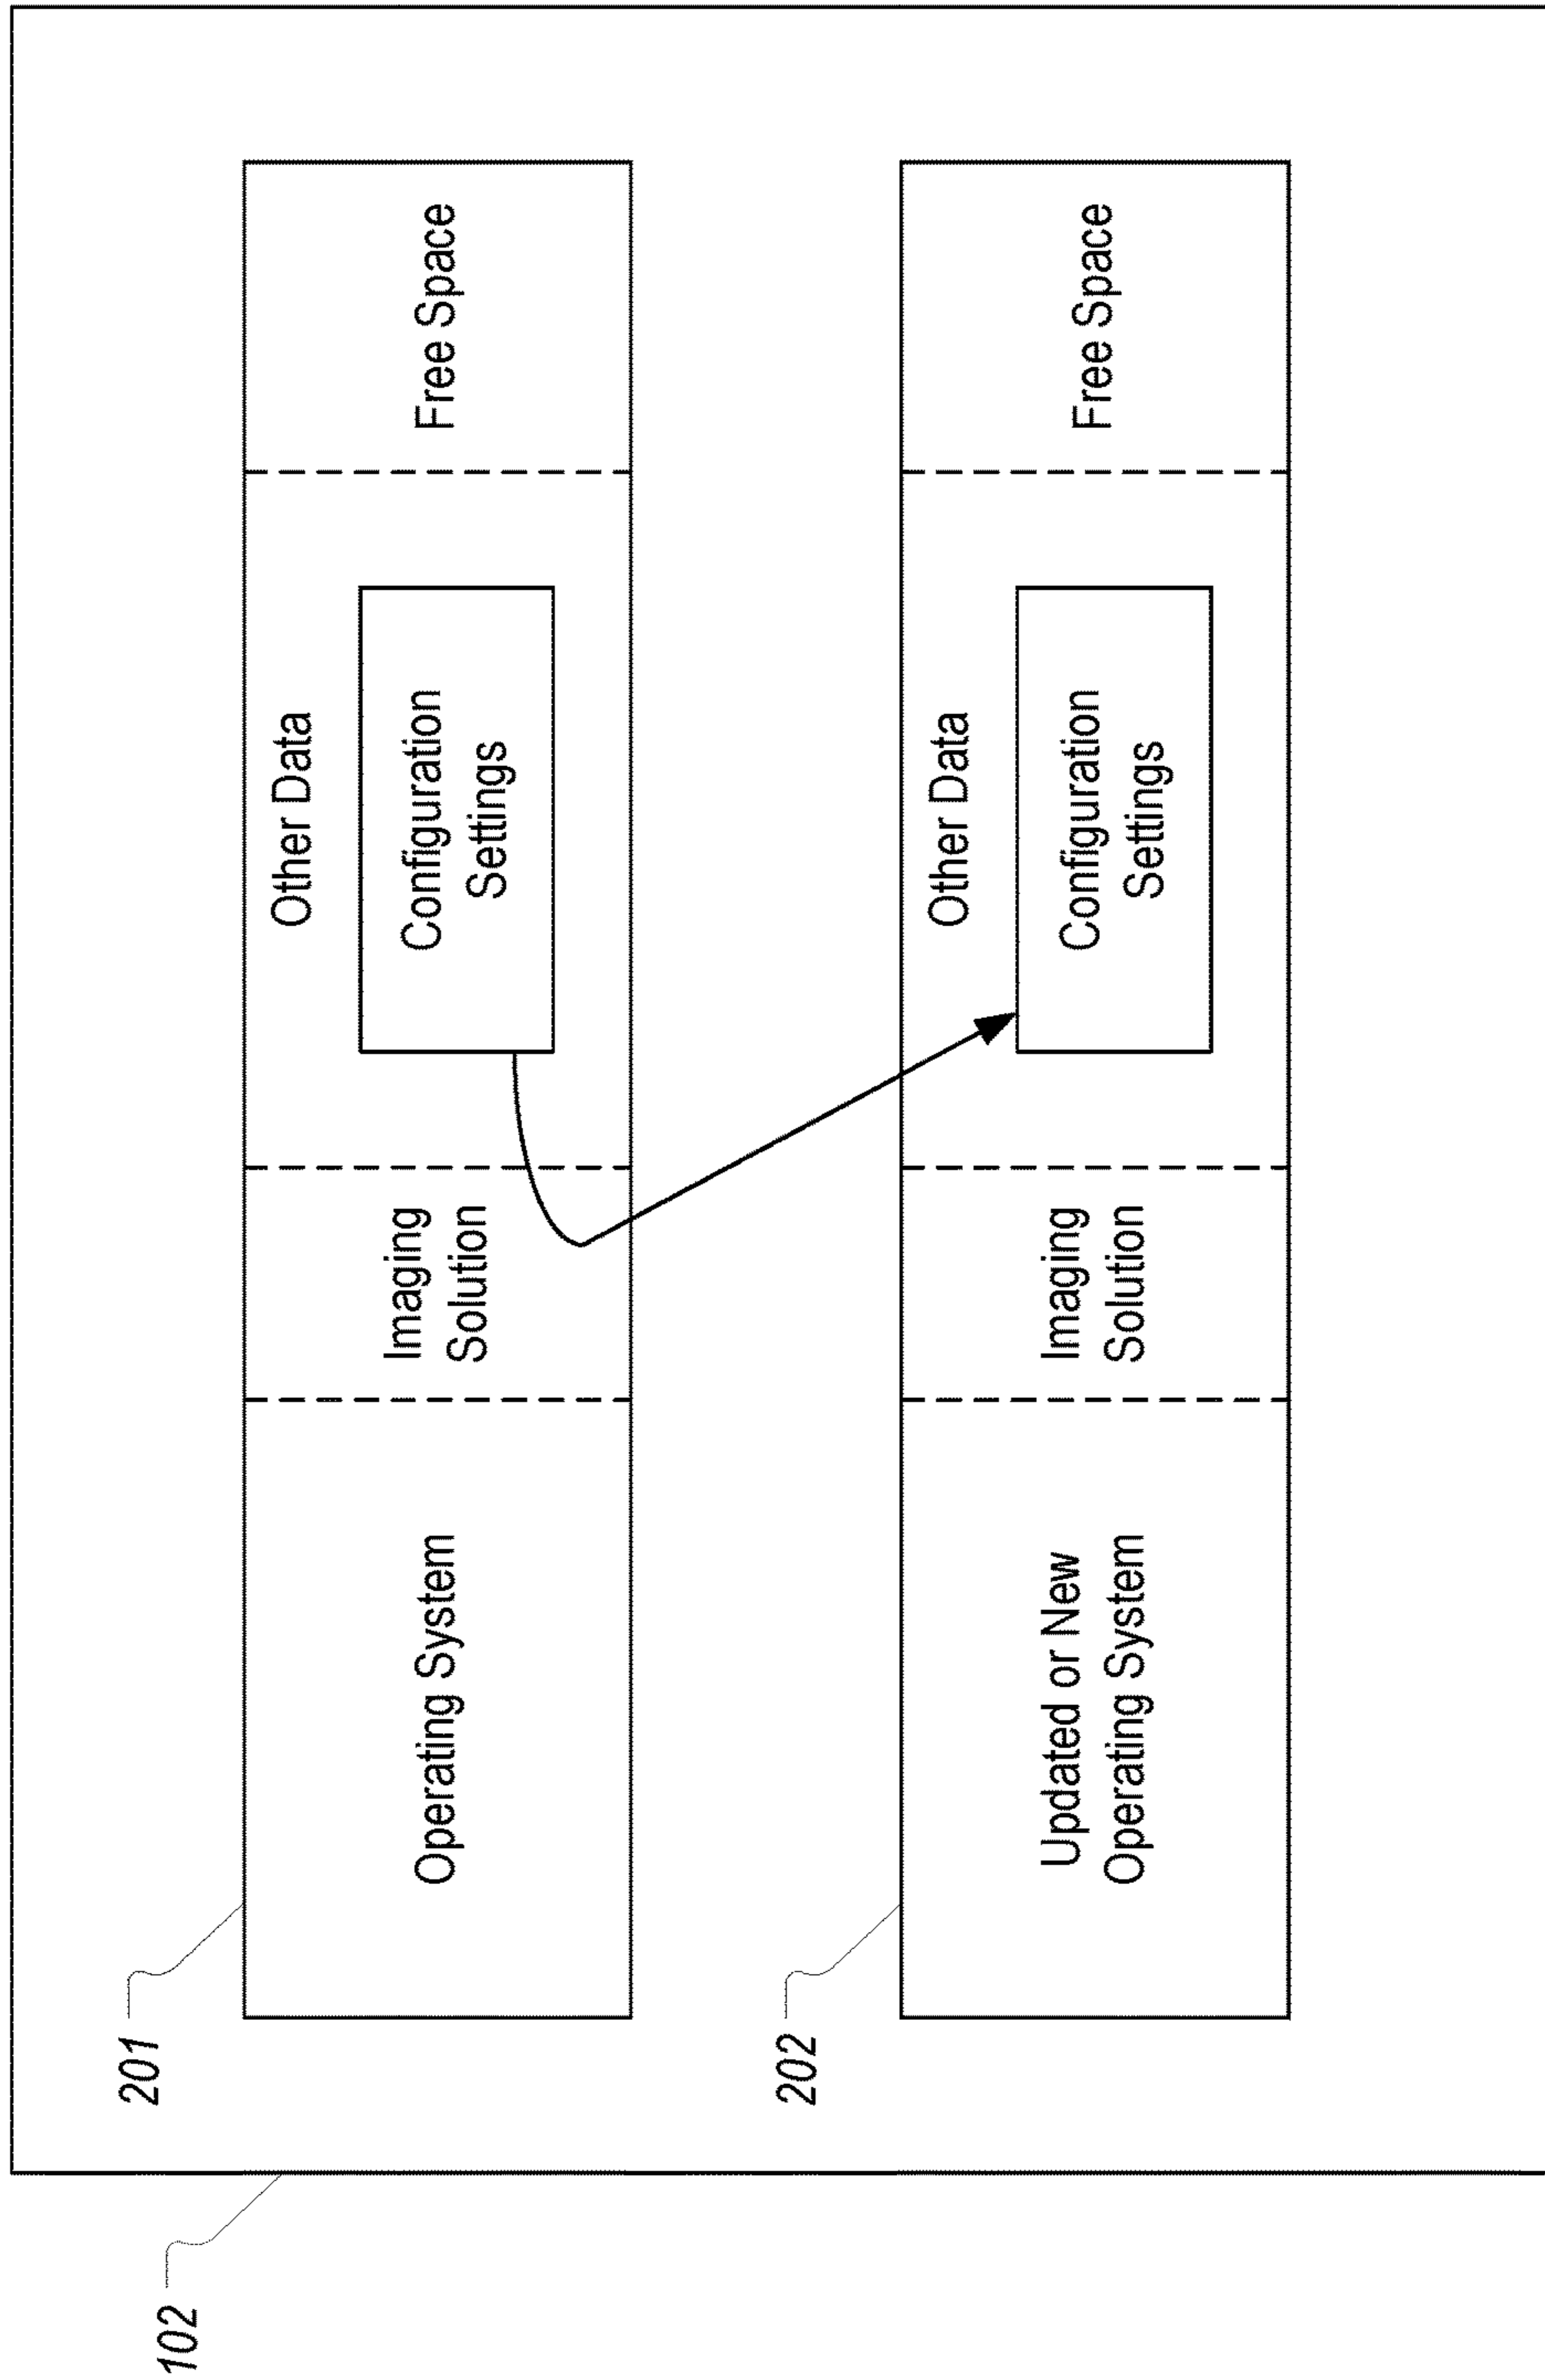 102
201
Operating System
Imaging
Solution
Other Data
Configuration
Settings
Free Space
202
Updated or New
Operating System
Imaging
Solution
Other Data
Configuration
Settings
Free Space